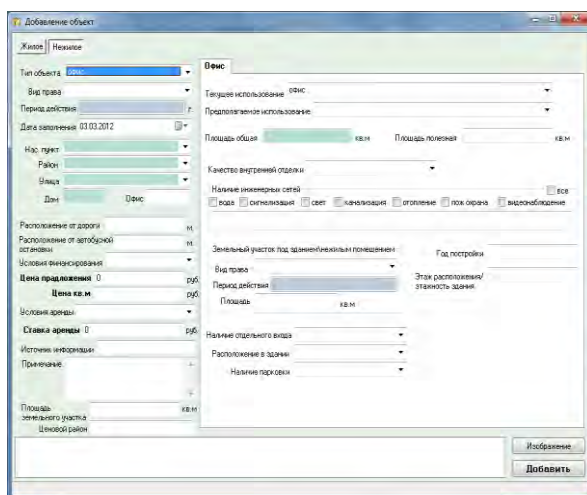 Добавление объект
Жилое Нежилое
Тип объекта офис
Вид права
Период действия г.
Дата заполнения 03.03.2012
Нас. пункт
Район
Улица
Дом Офис
Расположение от дороги м.
Расположение от автобусной остановки м.
Условия финансирования
Цена предложения 0 руб.
Цена кв.м руб.
Условия аренды
Ставка аренды 0 руб.
Источник информации
Примечание
Площадь земельного участка кв.м
Ценовой район
Офис
Текущее использование офис
Предполагаемое использование
Площадь общая кв.м Площадь полезная кв.м
Качество внутренней отделки
Наличие инженерных сетей все
вода сигнализация свет канализация отопление пож охрана видеонаблюдение
Земельный участок под зданием\нежилым помещением Год постройки
Вид права
Период действия
Этаж расположения/
этажность здания
Площадь кв.м
Наличие отдельного входа
Расположение в здании
Наличие парковки
Изображение
Добавить